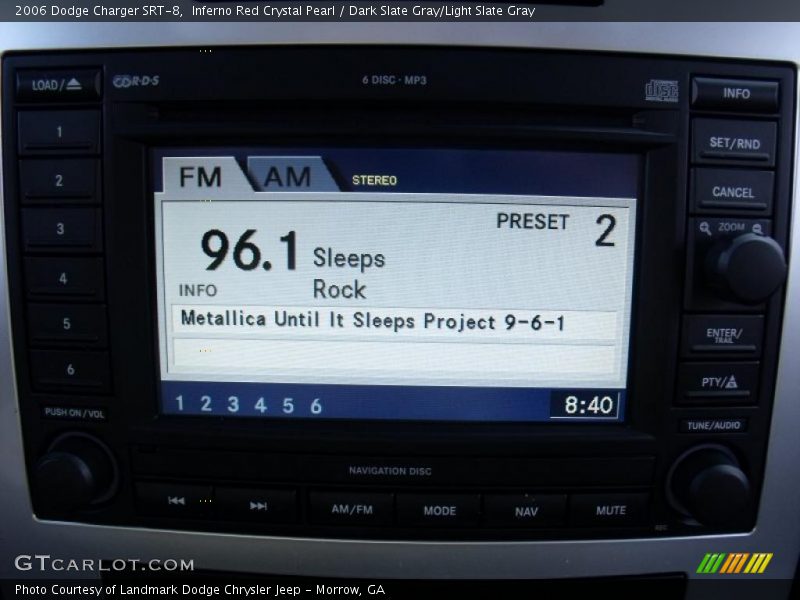 2006 Dodge Charger SRT-8,  Inferno Red Crystal Pearl / Dark Slate Gray/Light Slate Gray
LOAD/
R·D·S
6 DISC · MP3
disc
INFO
1
2
3
4
5
6
PUSH ON / VOL
SET/RND
CANCEL
ZOOM
ENTER/
TRAIL
PTY/
TUNE/AUDIO
FM AM STEREO
PRESET 2
96.1 Sleeps
INFO Rock
Metallica Until It Sleeps Project 9-6-1
1 2 3 4 5 6 8:40
NAVIGATION DISC
AM/FM MODE NAV MUTE
GTCARLOT.COM
Photo Courtesy of Landmark Dodge Chrysler Jeep - Morrow, GA